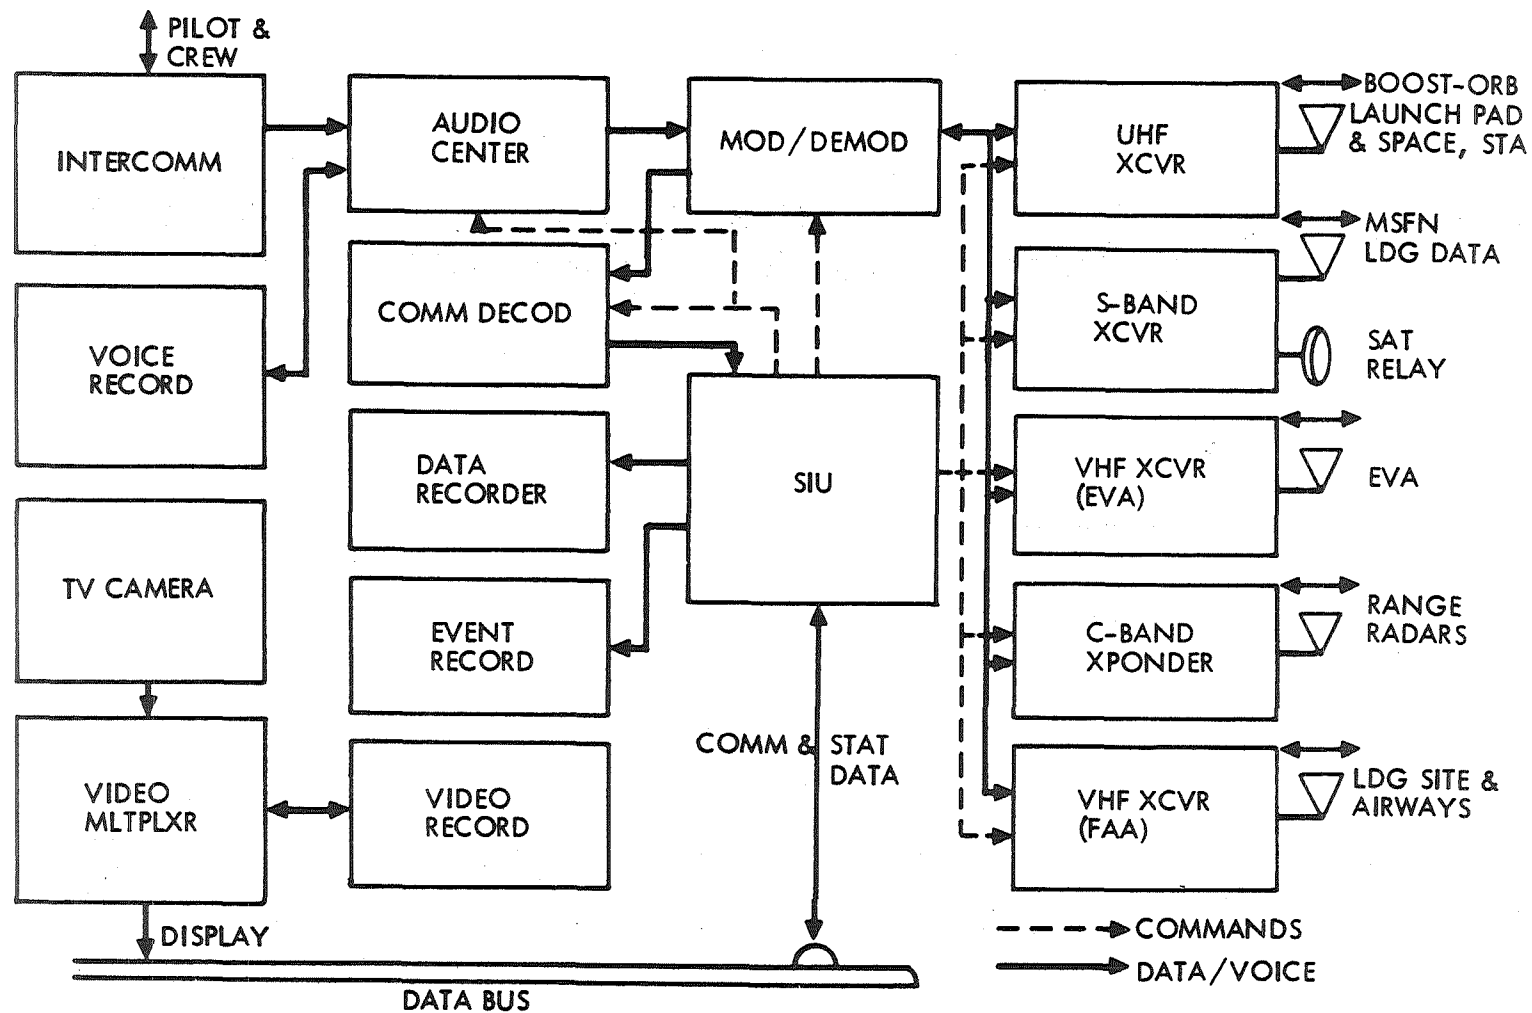 PILOT &
CREW
INTERCOMM
AUDIO
CENTER
MOD/DEMOD
UHF
XCVR
BOOST-ORB
LAUNCH PAD
& SPACE, STA
VOICE
RECORD
COMM DECOD
S-BAND
XCVR
MSFN
LDG DATA
SAT
RELAY
DATA
RECORDER
SIU
VHF XCVR
(EVA)
EVA
TV CAMERA
EVENT
RECORD
C-BAND
XPONDER
RANGE
RADARS
VIDEO
MLTPLXR
VIDEO
RECORD
COMM & STAT
DATA
VHF XCVR
(FAA)
LDG SITE &
AIRWAYS
DISPLAY
DATA BUS
COMMANDS
DATA/VOICE